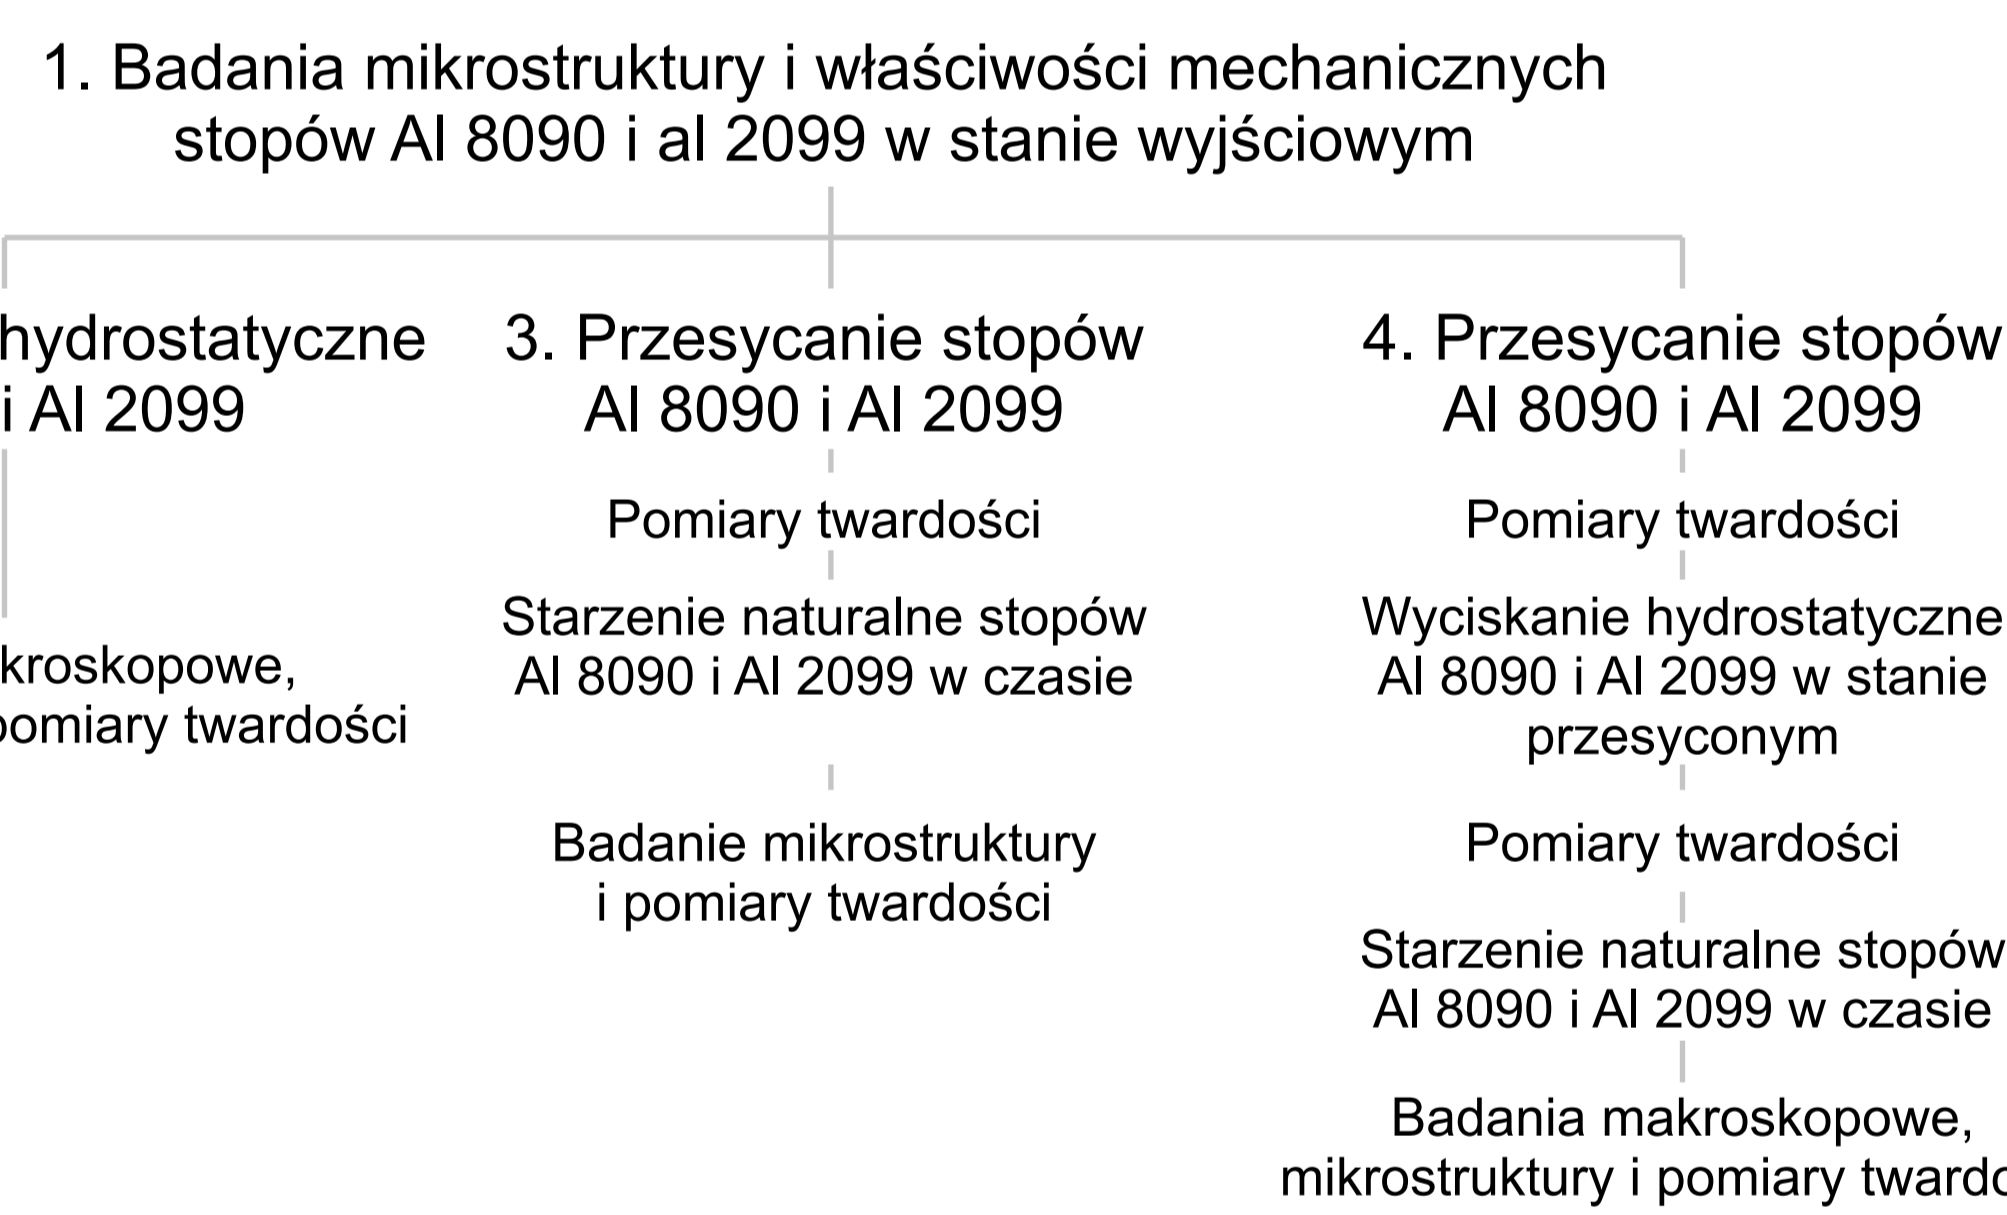 1. Badania mikrostruktury i właściwości mechanicznych
stopów Al 8090 i al 2099 w stanie wyjściowym
hydrostatyczne
i Al 2099
pomiary twardości
3. Przesycanie stopów
Al 8090 i Al 2099
Pomiary twardości
Starzenie naturalne stopów
Al 8090 i Al 2099 w czasie
Badanie mikrostruktury
i pomiary twardości
4. Przesycanie stopów
Al 8090 i Al 2099
Pomiary twardości
Wyciskanie hydrostatyczne
Al 8090 i Al 2099 w stanie
przesyconym
Pomiary twardości
Starzenie naturalne stopów
Al 8090 i Al 2099 w czasie
Badania makroskopowe,
mikrostruktury i pomiary